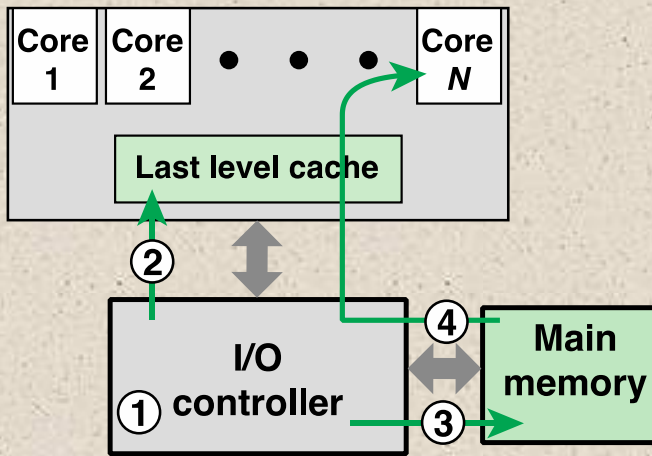 Core
1
Core
2
Core
N
Last level cache
2
I/O
controller
1
4
3
Main
memory